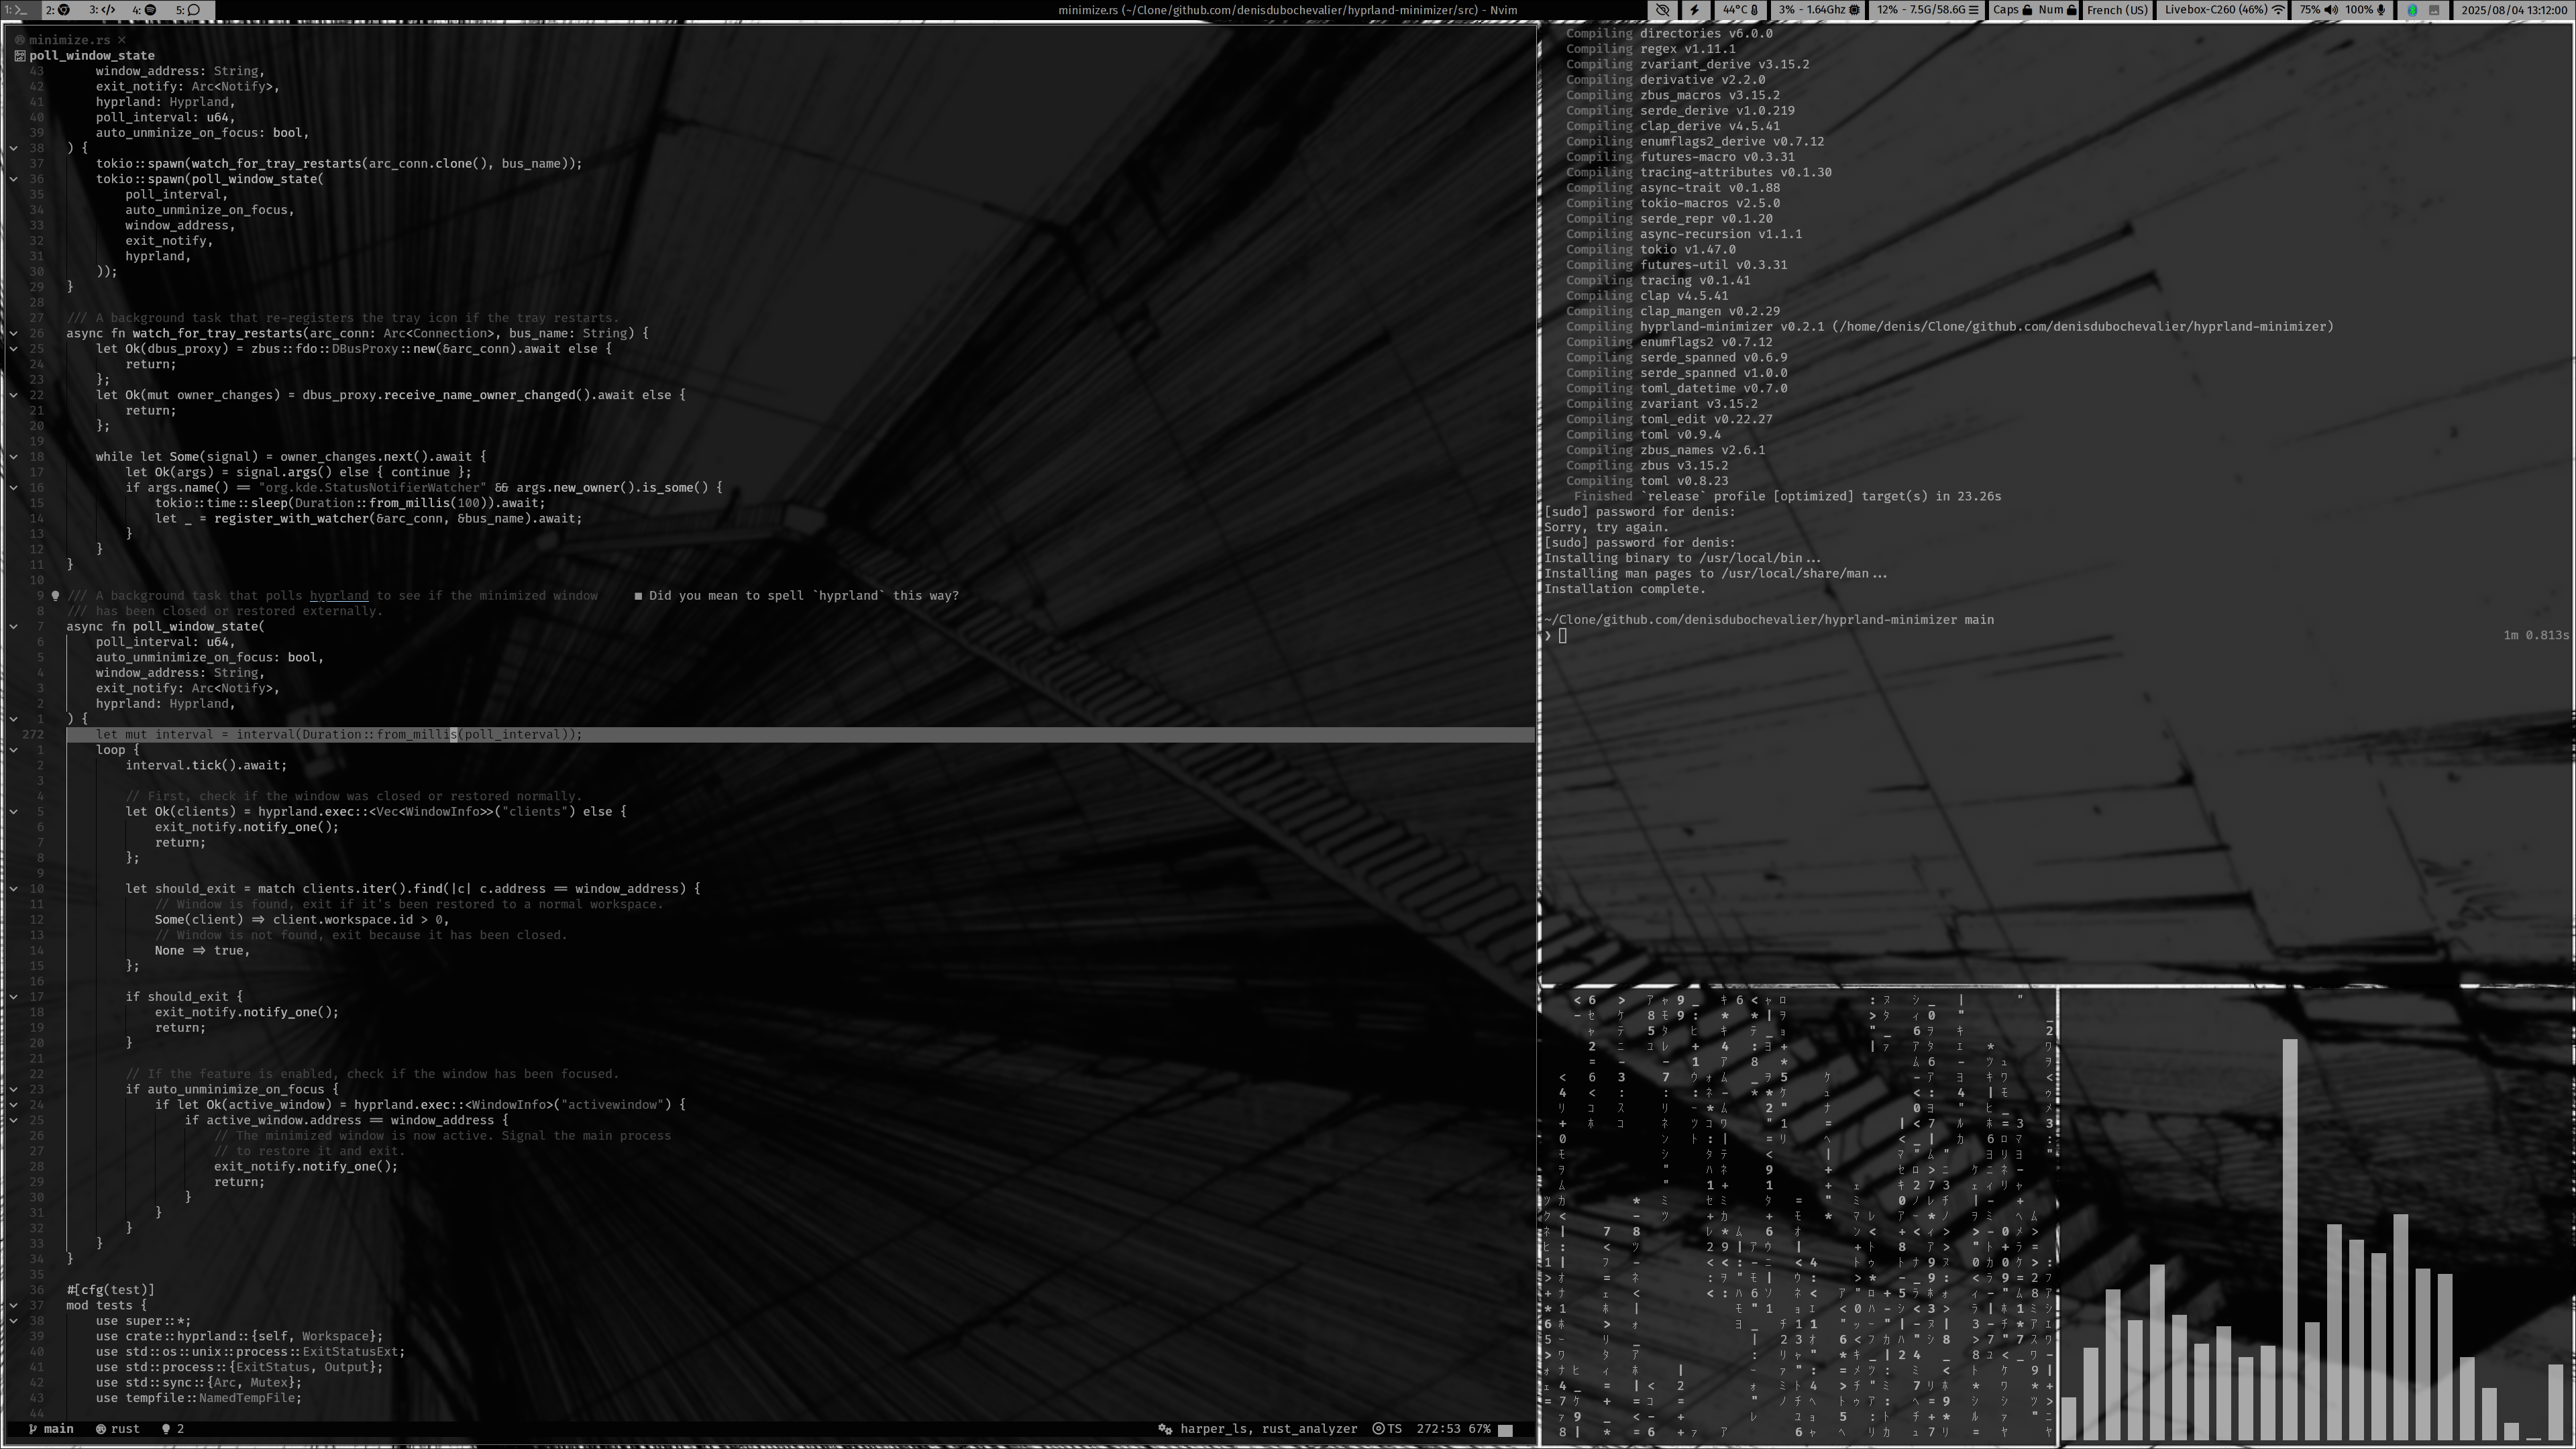 1: 2: 3: 4: 5:
minimize.rs (~/Clone/github.com/denisdubochevalier/hyprland-minimizer/src) - Nvim
44°C 3% - 1.64Ghz 12% - 7.5G/58.6G Caps Num French (US) Livebox-C260 (46%) 75% 100% 2025/08/04 13:12:00
minimize.rs ×
poll_window_state
43 window_address: String,
42 exit_notify: Arc<Notify>,
41 hyprland: Hyprland,
40 poll_interval: u64,
39 auto_unminize_on_focus: bool,
38 ) {
37 tokio::spawn(watch_for_tray_restarts(arc_conn.clone(), bus_name));
36 tokio::spawn(poll_window_state(
35 poll_interval,
34 auto_unminize_on_focus,
33 window_address,
32 exit_notify,
31 hyprland,
30 ));
29 }
28
27 /// A background task that re-registers the tray icon if the tray restarts.
26 async fn watch_for_tray_restarts(arc_conn: Arc<Connection>, bus_name: String) {
25 let Ok(dbus_proxy) = zbus::fdo::DBusProxy::new(&arc_conn).await else {
24 return;
23 };
22 let Ok(mut owner_changes) = dbus_proxy.receive_name_owner_changed().await else {
21 return;
20 };
19
18 while let Some(signal) = owner_changes.next().await {
17 let Ok(args) = signal.args() else { continue };
16 if args.name() == "org.kde.StatusNotifierWatcher" && args.new_owner().is_some() {
15 tokio::time::sleep(Duration::from_millis(100)).await;
14 let _ = register_with_watcher(&arc_conn, &bus_name).await;
13 }
12 }
11 }
10
9 /// A background task that polls hyprland to see if the minimized window ■ Did you mean to spell `hyprland` this way?
8 /// has been closed or restored externally.
7 async fn poll_window_state(
6 poll_interval: u64,
5 auto_unminimize_on_focus: bool,
4 window_address: String,
3 exit_notify: Arc<Notify>,
2 hyprland: Hyprland,
1 ) {
272 let mut interval = interval(Duration::from_millis(poll_interval));
1 loop {
2 interval.tick().await;
3
4 // First, check if the window was closed or restored normally.
5 let Ok(clients) = hyprland.exec::<Vec<WindowInfo>>("clients") else {
6 exit_notify.notify_one();
7 return;
8 };
9
10 let should_exit = match clients.iter().find(|c| c.address == window_address) {
11 // Window is found, exit if it's been restored to a normal workspace.
12 Some(client) => client.workspace.id > 0,
13 // Window is not found, exit because it has been closed.
14 None => true,
15 };
16
17 if should_exit {
18 exit_notify.notify_one();
19 return;
20 }
21
22 // If the feature is enabled, check if the window has been focused.
23 if auto_unminimize_on_focus {
24 if let Ok(active_window) = hyprland.exec::<WindowInfo>("activewindow") {
25 if active_window.address == window_address {
26 // The minimized window is now active. Signal the main process
27 // to restore it and exit.
28 exit_notify.notify_one();
29 return;
30 }
31 }
32 }
33 }
34 }
35
36 #[cfg(test)]
37 mod tests {
38 use super::*;
39 use crate::hyprland::{self, Workspace};
40 use std::os::unix::process::ExitStatusExt;
41 use std::process::{ExitStatus, Output};
42 use std::sync::{Arc, Mutex};
43 use tempfile::NamedTempFile;
44
main rust 2 harper_ls, rust_analyzer TS 272:53 67%
Compiling directories v6.0.0
Compiling regex v1.11.1
Compiling zvariant_derive v3.15.2
Compiling derivative v2.2.0
Compiling zbus_macros v3.15.2
Compiling serde_derive v1.0.219
Compiling clap_derive v4.5.41
Compiling enumflags2_derive v0.7.12
Compiling futures-macro v0.3.31
Compiling tracing-attributes v0.1.30
Compiling async-trait v0.1.88
Compiling tokio-macros v2.5.0
Compiling serde_repr v0.1.20
Compiling async-recursion v1.1.1
Compiling tokio v1.47.0
Compiling futures-util v0.3.31
Compiling tracing v0.1.41
Compiling clap v4.5.41
Compiling clap_mangen v0.2.29
Compiling hyprland-minimizer v0.2.1 (/home/denis/Clone/github.com/denisdubochevalier/hyprland-minimizer)
Compiling enumflags2 v0.7.12
Compiling serde_spanned v0.6.9
Compiling serde_spanned v1.0.0
Compiling toml_datetime v0.7.0
Compiling zvariant v3.15.2
Compiling toml_edit v0.22.27
Compiling toml v0.9.4
Compiling zbus_names v2.6.1
Compiling zbus v3.15.2
Compiling toml v0.8.23
Finished `release` profile [optimized] target(s) in 23.26s
[sudo] password for denis:
Sorry, try again.
[sudo] password for denis:
Installing binary to /usr/local/bin...
Installing man pages to /usr/local/share/man...
Installation complete.
~/Clone/github.com/denisdubochevalier/hyprland-minimizer main
❯
1m 0.813s